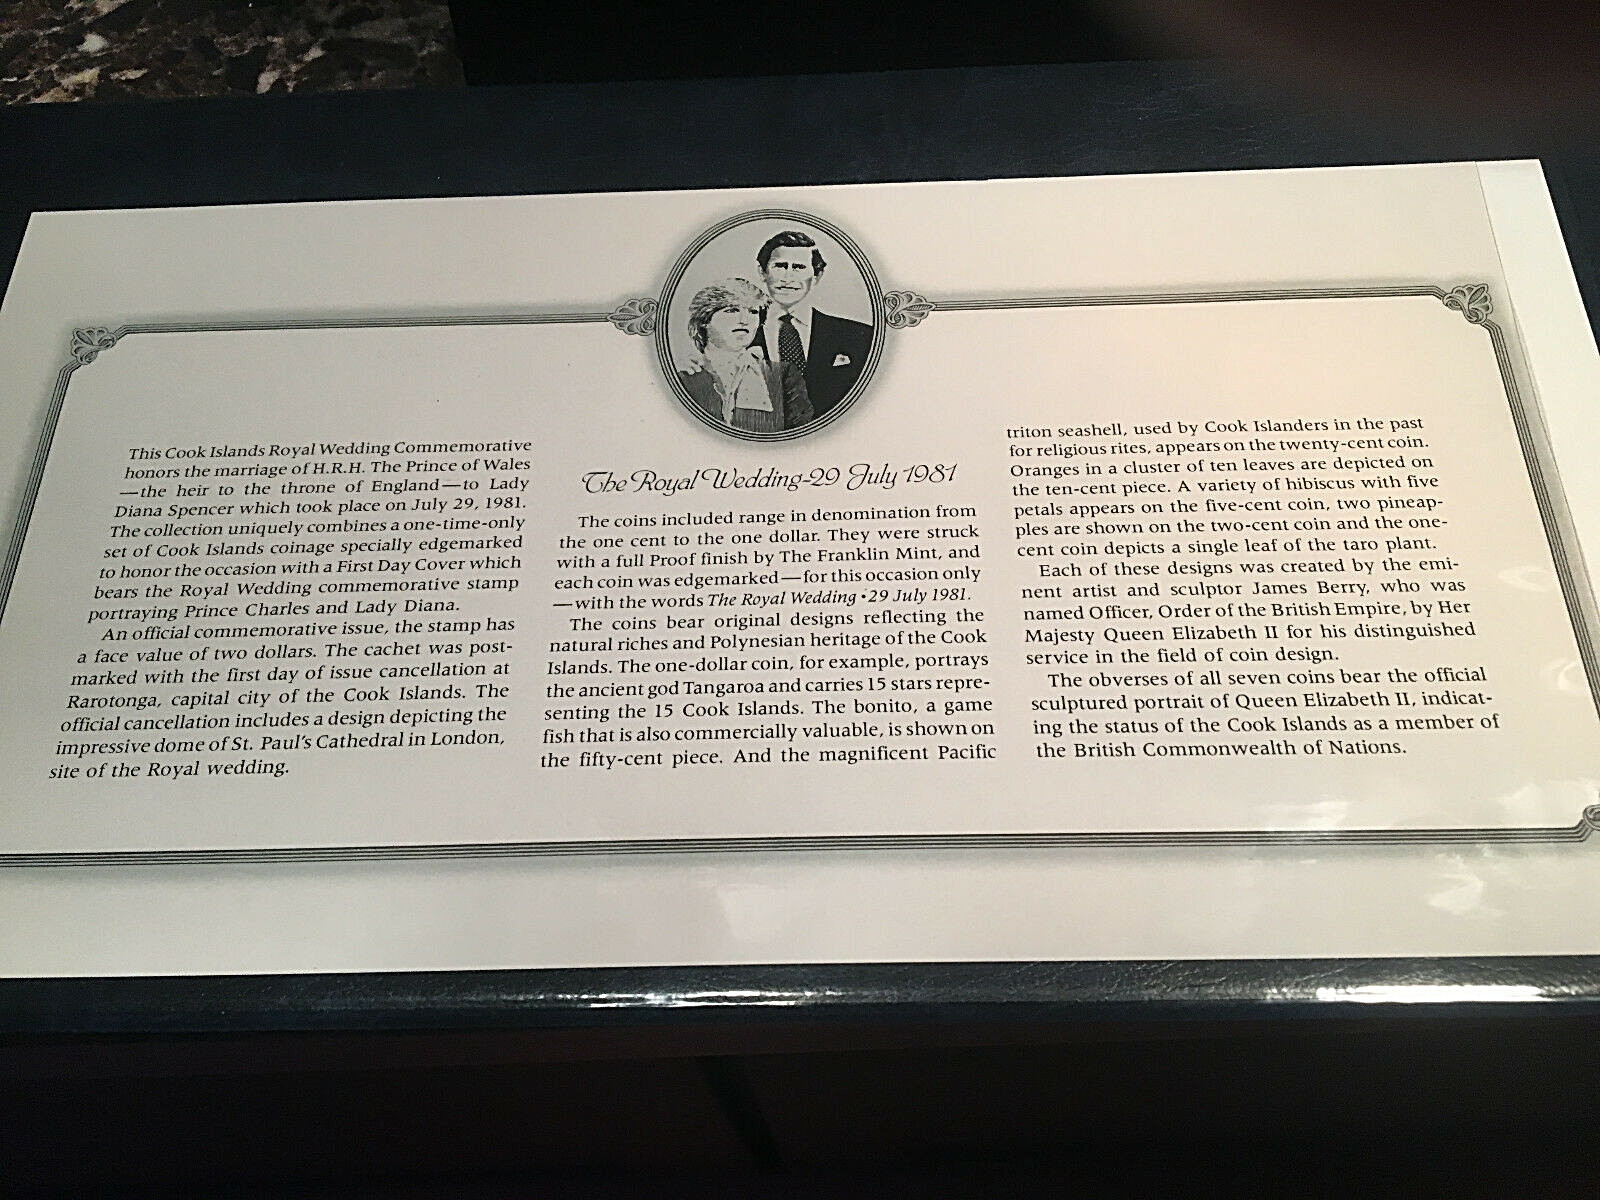 This Cook Islands Royal Wedding Commemorative
honors the marriage of H.R.H. The Prince of Wales
—the heir to the throne of England—to Lady
Diana Spencer which took place on July 29, 1981.
The collection uniquely combines a one-time-only
set of Cook Islands coinage specially edgemarked
to honor the occasion with a First Day Cover which
bears the Royal Wedding commemorative stamp
portraying Prince Charles and Lady Diana.
An official commemorative issue, the stamp has
a face value of two dollars. The cachet was post-
marked with the first day of issue cancellation at
Rarotonga, capital city of the Cook Islands. The
official cancellation includes a design depicting the
impressive dome of St. Paul's Cathedral in London,
site of the Royal wedding.
The Royal Wedding-29 July 1981
The coins included range in denomination from
the one cent to the one dollar. They were struck
with a full Proof finish by The Franklin Mint, and
each coin was edgemarked—for this occasion only
—with the words The Royal Wedding · 29 July 1981.
The coins bear original designs reflecting the
natural riches and Polynesian heritage of the Cook
Islands. The one-dollar coin, for example, portrays
the ancient god Tangaroa and carries 15 stars repre-
senting the 15 Cook Islands. The bonito, a game
fish that is also commercially valuable, is shown on
the fifty-cent piece. And the magnificent Pacific
triton seashell, used by Cook Islanders in the past
for religious rites, appears on the twenty-cent coin.
Oranges in a cluster of ten leaves are depicted on
the ten-cent piece. A variety of hibiscus with five
petals appears on the five-cent coin, two pineap-
ples are shown on the two-cent coin and the one-
cent coin depicts a single leaf of the taro plant.
Each of these designs was created by the emi-
nent artist and sculptor James Berry, who was
named Officer, Order of the British Empire, by Her
Majesty Queen Elizabeth II for his distinguished
service in the field of coin design.
The obverses of all seven coins bear the official
sculptured portrait of Queen Elizabeth II, indicat-
ing the status of the Cook Islands as a member of
the British Commonwealth of Nations.